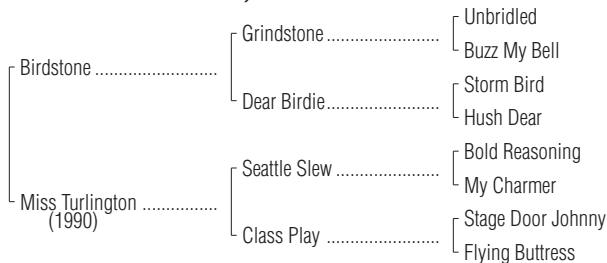 Unbridled
Grindstone ........................
Buzz My Bell
Birdstone ..........................
Storm Bird
Dear Birdie ........................
Hush Dear
Bold Reasoning
Seattle Slew ......................
My Charmer
Miss Turlington ................
(1990)
Stage Door Johnny
Class Play ........................
Flying Buttress